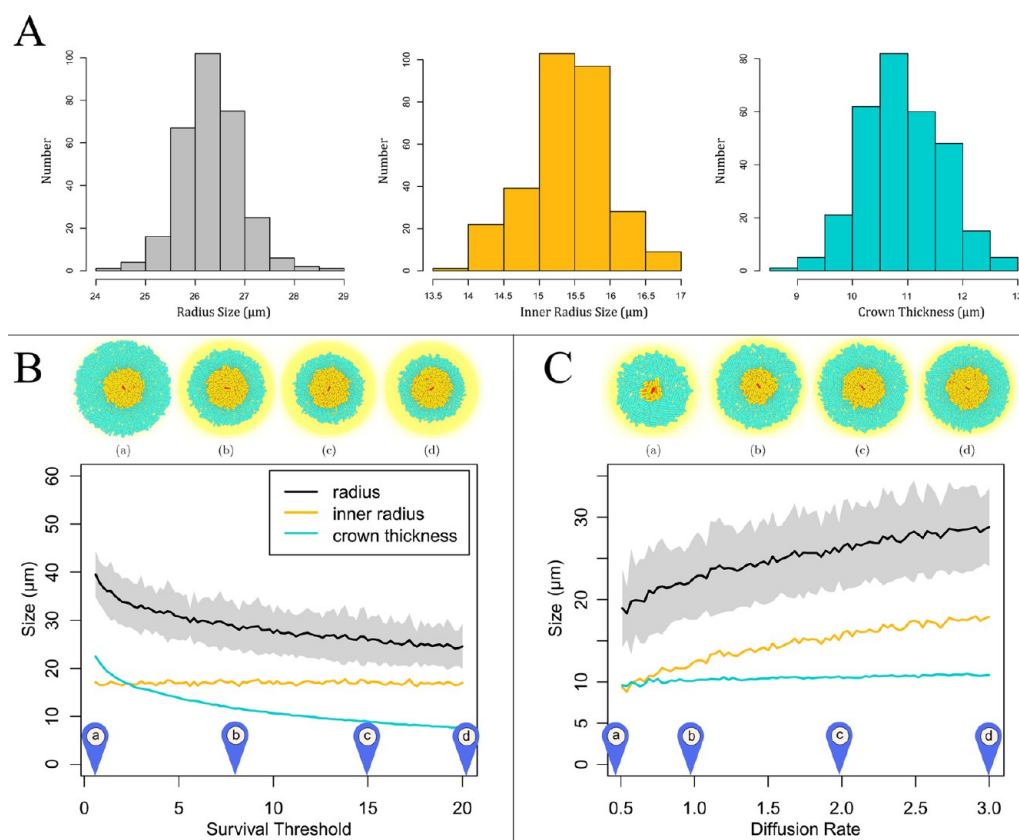 A
Number
0 20 40 60 80 100
24 25 26 27 28 29
Radius Size (μm)
Number
0 20 40 60 80 100
13.5 14 14.5 15 15.5 16 16.5 17
Inner Radius Size (μm)
Number
0 20 40 60 80
9 10 11 12 13
Crown Thickness (μm)
B
(a) (b) (c) (d)
radius
inner radius
crown thickness
Size (μm)
60
50
40
30
20
10
0
a b c d
0 5 10 15 20
Survival Threshold
C
(a) (b) (c) (d)
Size (μm)
30
20
10
5
0
a b c d
0.5 1.0 1.5 2.0 2.5 3.0
Diffusion Rate